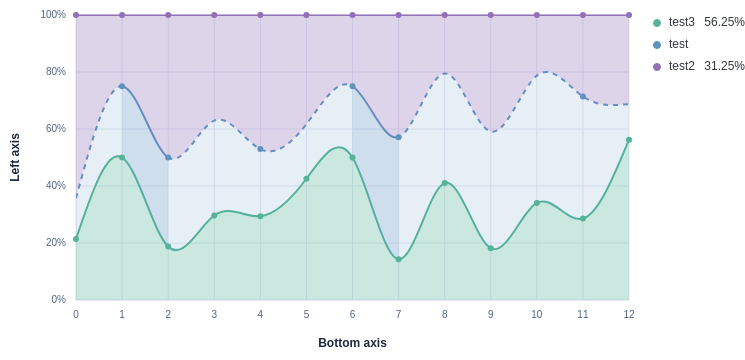 100%
80%
60%
40%
20%
0%
Left axis
0 1 2 3 4 5 6 7 8 9 10 11 12
Bottom axis
test3 56.25%
test
test2 31.25%